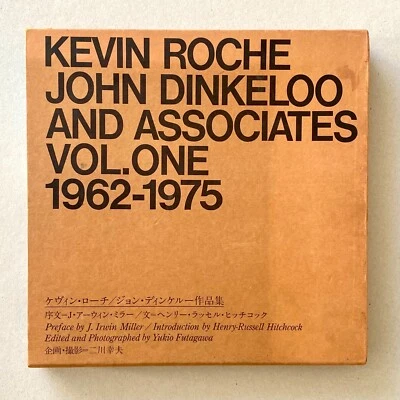 KEVIN ROCHE
JOHN DINKELOO
AND ASSOCIATES
VOL.ONE
1962-1975
ケヴィン・ローチ/ジョン・ディンケルー作品集
序文=J・アーウィン・ミラー/文=ヘンリー・ラッセル・ヒッチコック
Preface by J. Irwin Miller / Introduction by Henry-Russell Hitchcock
Edited and Photographed by Yukio Futagawa
企画・撮影=二川幸夫